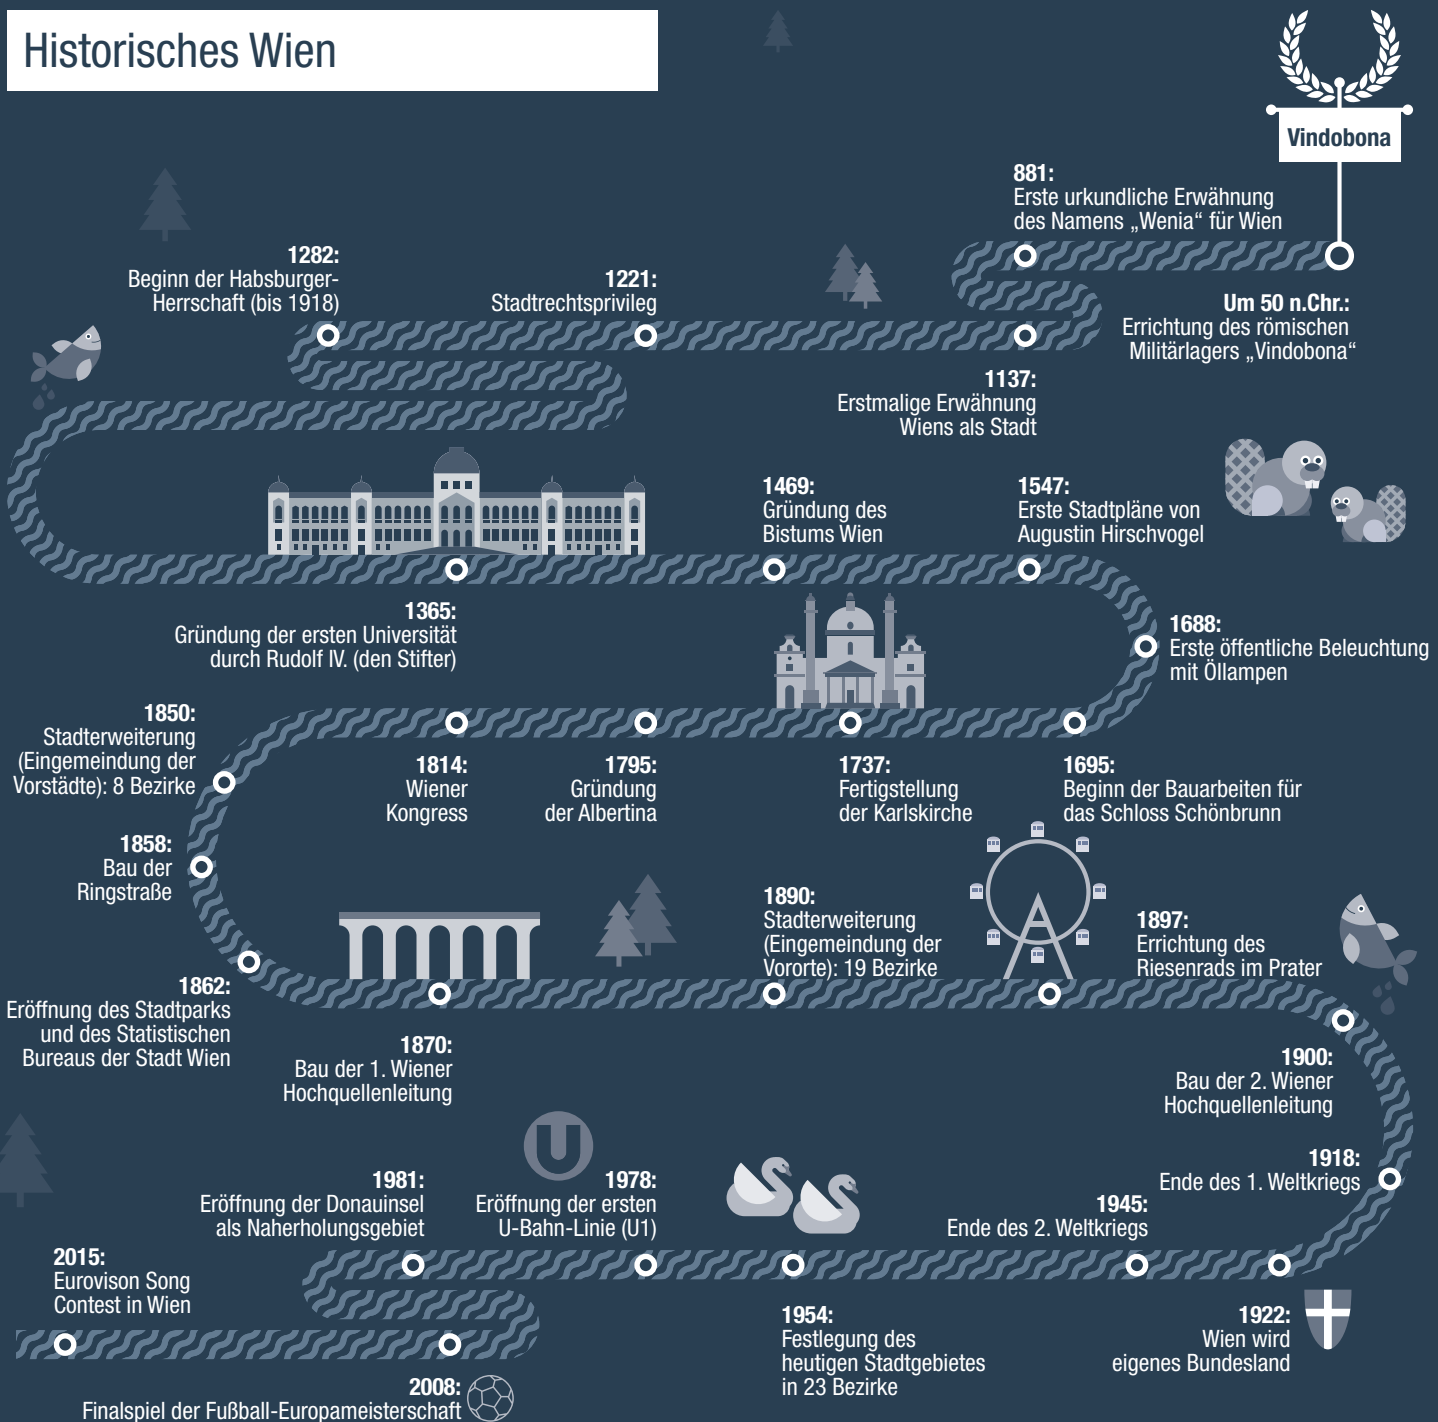 Historisches Wien
Vindobona
Um 50 n.Chr.:
Errichtung des römischen
Militärlagers „Vindobona“
881:
Erste urkundliche Erwähnung
des Namens „Wenia“ für Wien
1137:
Erstmalige Erwähnung
Wiens als Stadt
1221:
Stadtrechtsprivileg
1282:
Beginn der Habsburger-
Herrschaft (bis 1918)
1365:
Gründung der ersten Universität
durch Rudolf IV. (den Stifter)
1469:
Gründung des
Bistums Wien
1547:
Erste Stadtpläne von
Augustin Hirschvogel
1688:
Erste öffentliche Beleuchtung
mit Öllampen
1695:
Beginn der Bauarbeiten für
das Schloss Schönbrunn
1737:
Fertigstellung
der Karlskirche
1795:
Gründung
der Albertina
1814:
Wiener
Kongress
1850:
Stadterweiterung
(Eingemeindung der
Vorstädte): 8 Bezirke
1858:
Bau der
Ringstraße
1862:
Eröffnung des Stadtparks
und des Statistischen
Bureaus der Stadt Wien
1870:
Bau der 1. Wiener
Hochquellenleitung
1890:
Stadterweiterung
(Eingemeindung der
Vororte): 19 Bezirke
1897:
Errichtung des
Riesenrads im Prater
1900:
Bau der 2. Wiener
Hochquellenleitung
1918:
Ende des 1. Weltkriegs
1922:
Wien wird
eigenes Bundesland
1945:
Ende des 2. Weltkriegs
1954:
Festlegung des
heutigen Stadtgebietes
in 23 Bezirke
U
1978:
Eröffnung der ersten
U-Bahn-Linie (U1)
1981:
Eröffnung der Donauinsel
als Naherholungsgebiet
2008:
Finalspiel der Fußball-Europameisterschaft
2015:
Eurovison Song
Contest in Wien